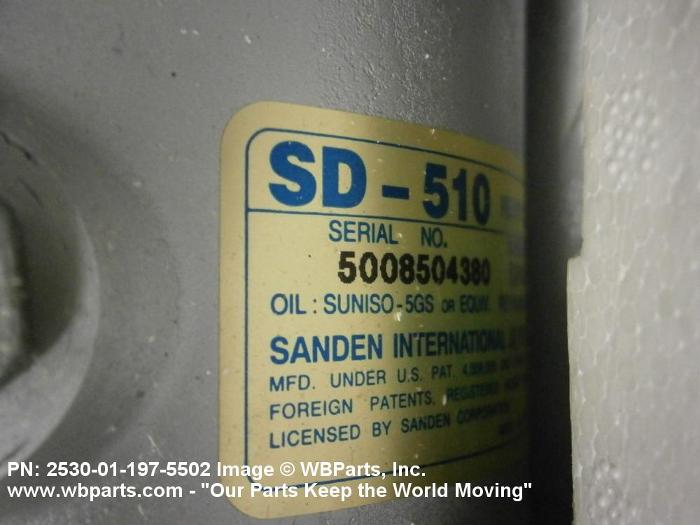 SD-510
SERIAL NO.
5008504380
OIL : SUNISO-5GS OR EQUIV.
SANDEN INTERNATIONAL
MFD. UNDER U.S. PAT.
FOREIGN PATENTS. REGISTERED
LICENSED BY SANDEN CORPORATION
PN: 2530-01-197-5502 Image © WBParts, Inc.
www.wbparts.com - "Our Parts Keep the World Moving"